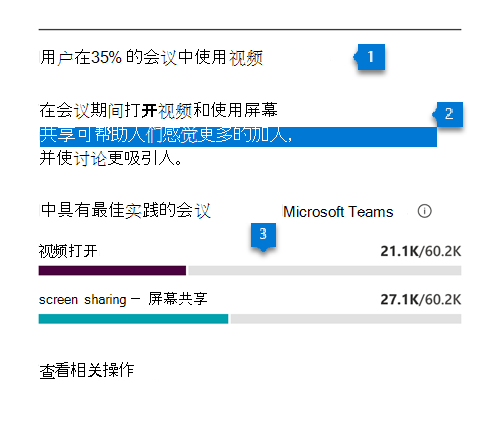 用户在35% 的会议中使用视频
1
在会议期间打开视频和使用屏幕
2
共享可帮助人们感觉更多的加入，
并使讨论更吸引人。
中具有最佳实践的会议 Microsoft Teams
3
视频打开 21.1K/60.2K
screen sharing – 屏幕共享 27.1K/60.2K
查看相关操作